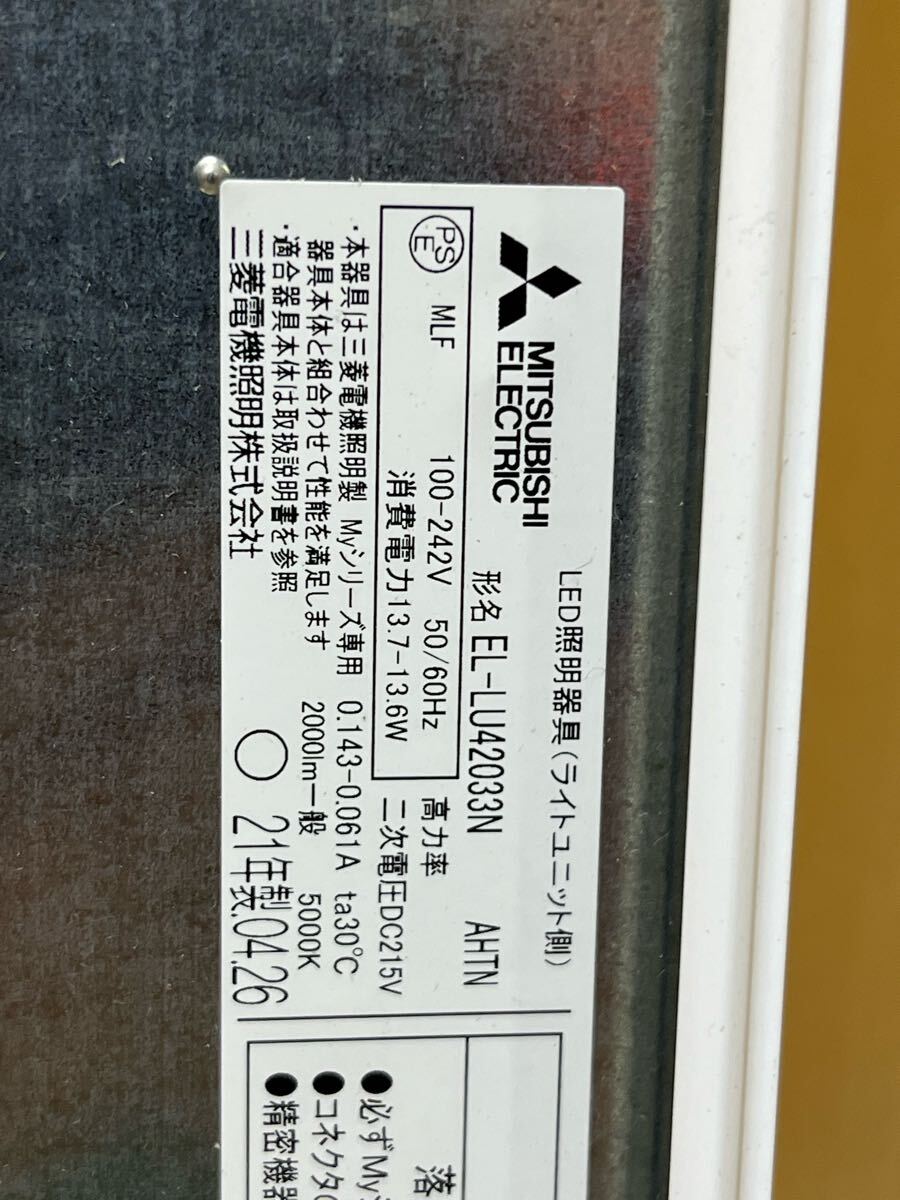 LED照明器具(ライトユニット側)
MITSUBISHI
ELECTRIC
形名 EL-LU42033N AHTN
PS
E
MLF 100-242V 50/60Hz 高力率
消費電力13.7-13.6W 二次電圧DC215V
・本器具は三菱電機照明製 Myシリーズ専用 0.143-0.061A ta30℃
器具本体と組合わせて性能を満足します 2000lm一般 5000K
・適合器具本体は取扱説明書を参照
三菱電機照明株式会社 21年製 04.26
落
●必ずMy
●コネクタ
●精密機器